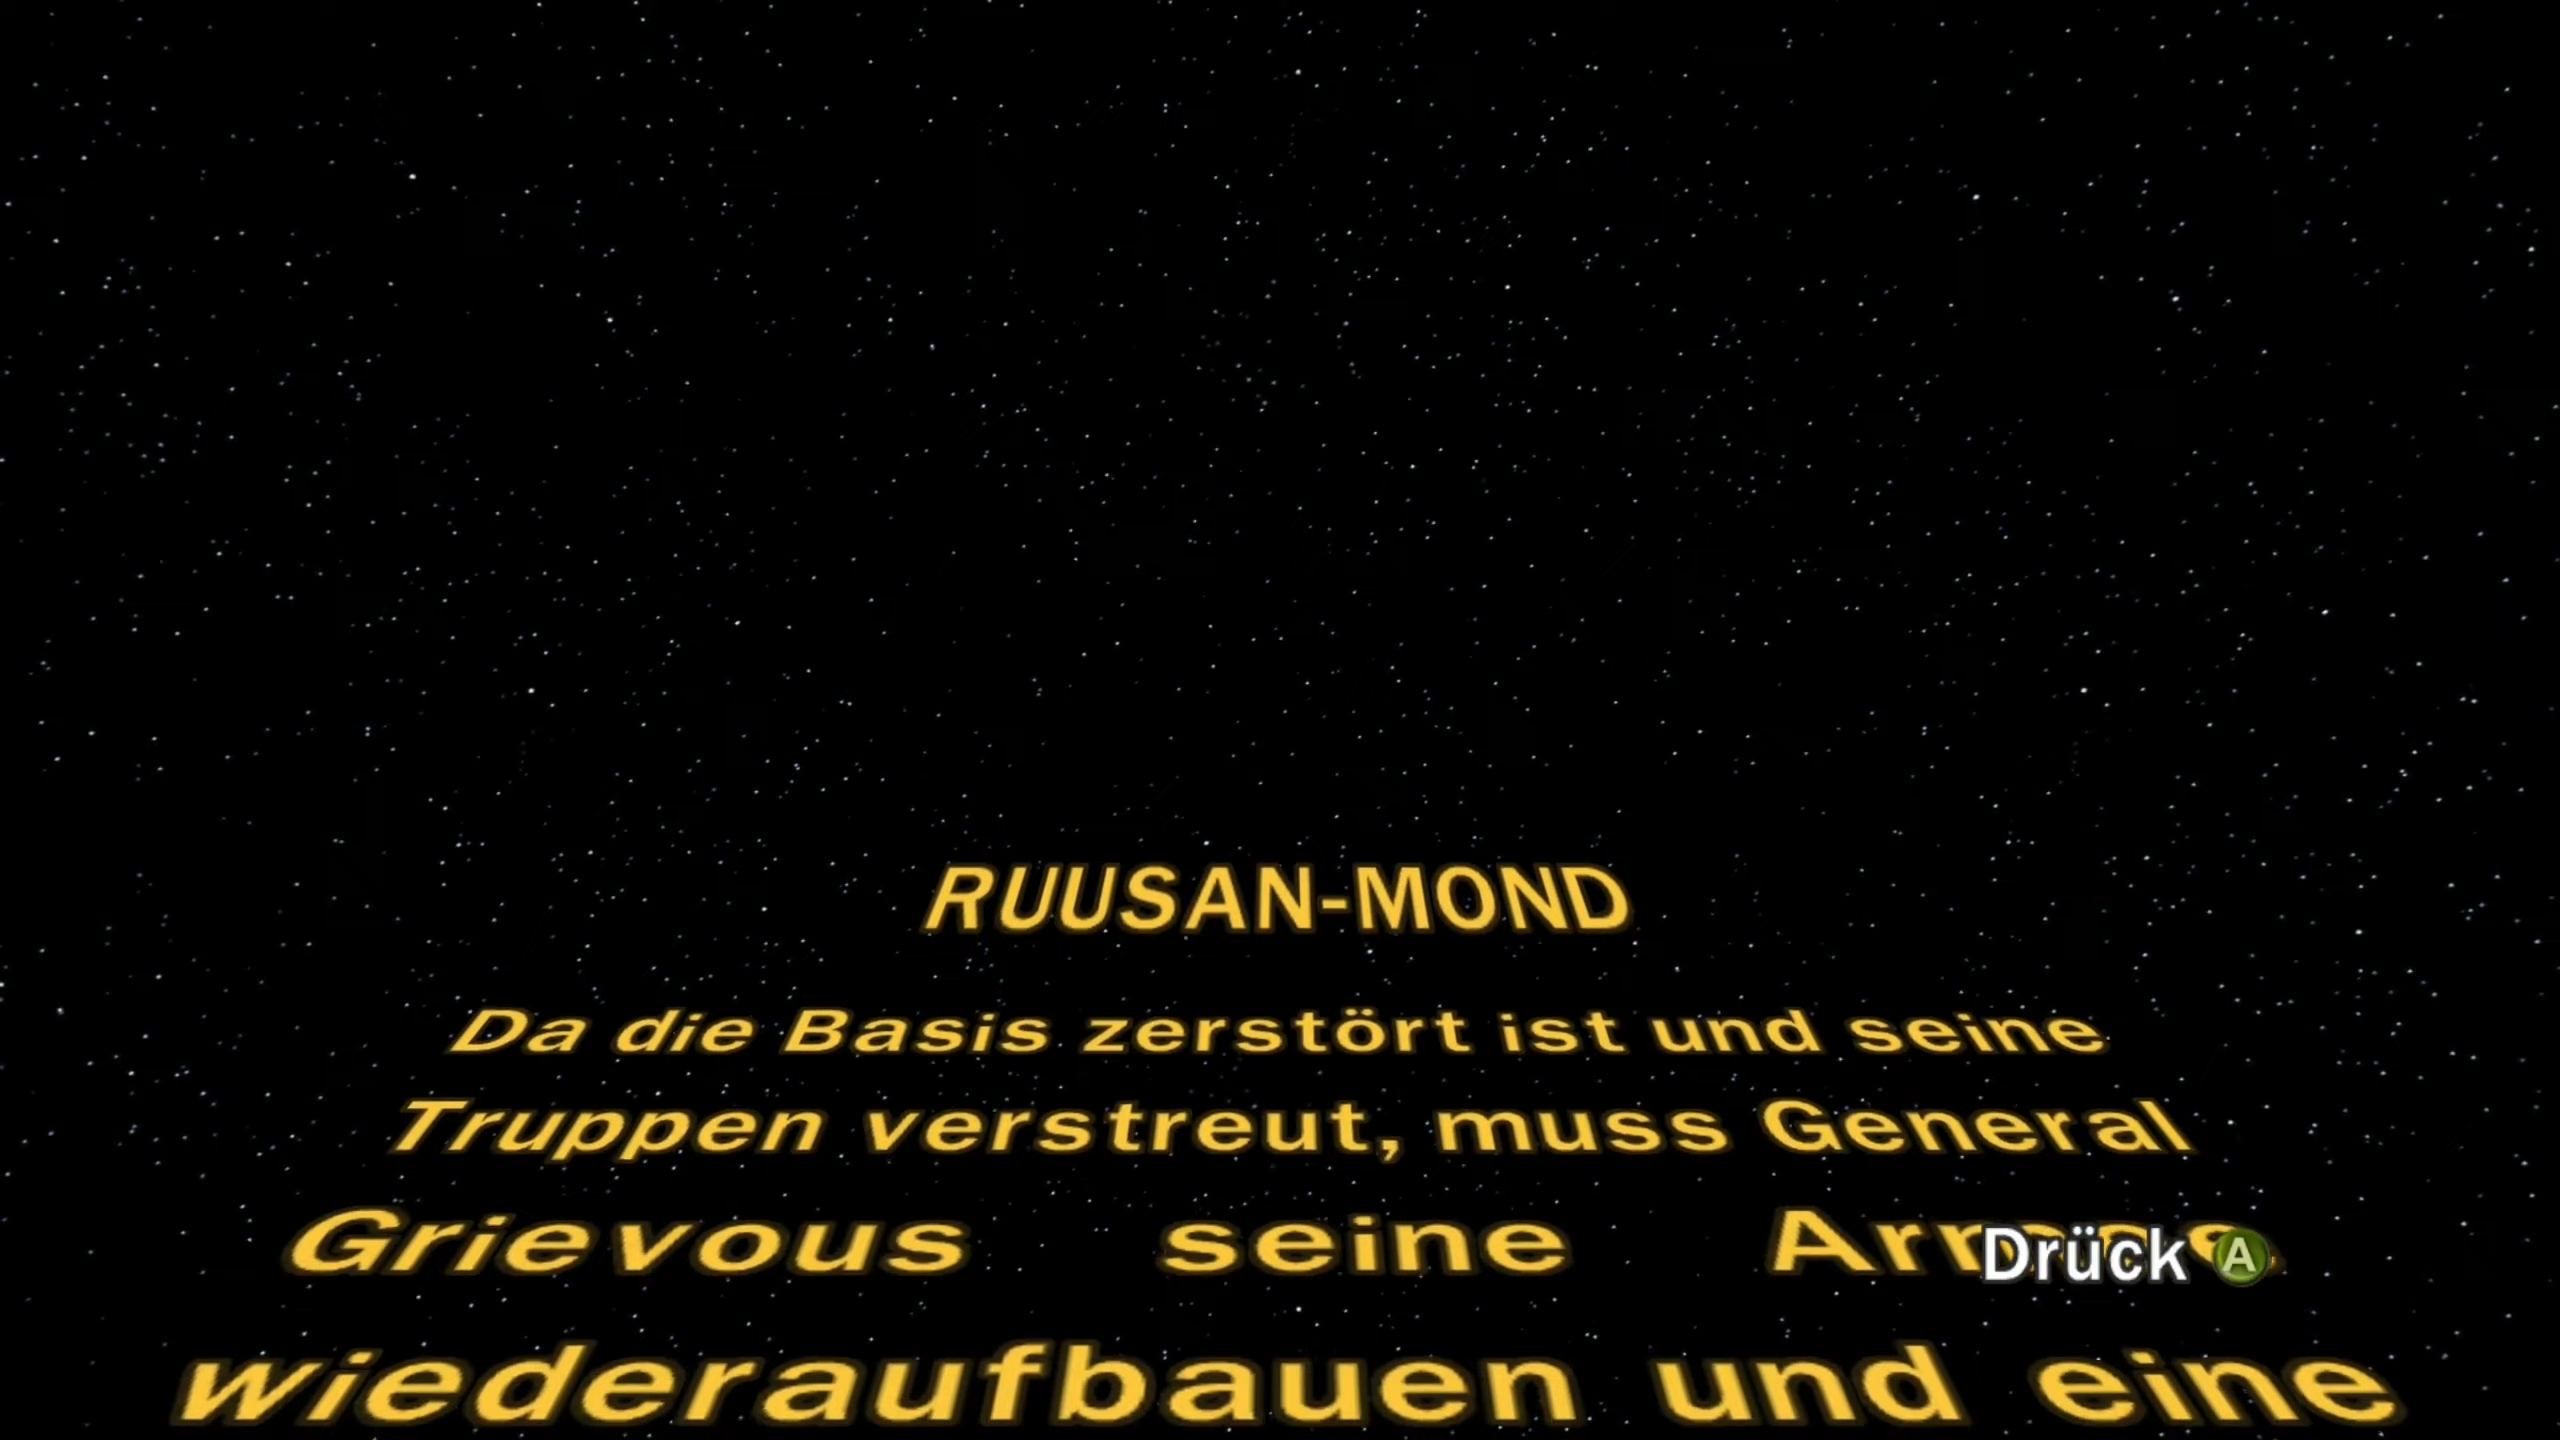 RUUSAN-MOND
Da die Basis zerstört ist und seine
Truppen verstreut, muss General
Grievous seine Armee
Drück A
wiederaufbauen und eine